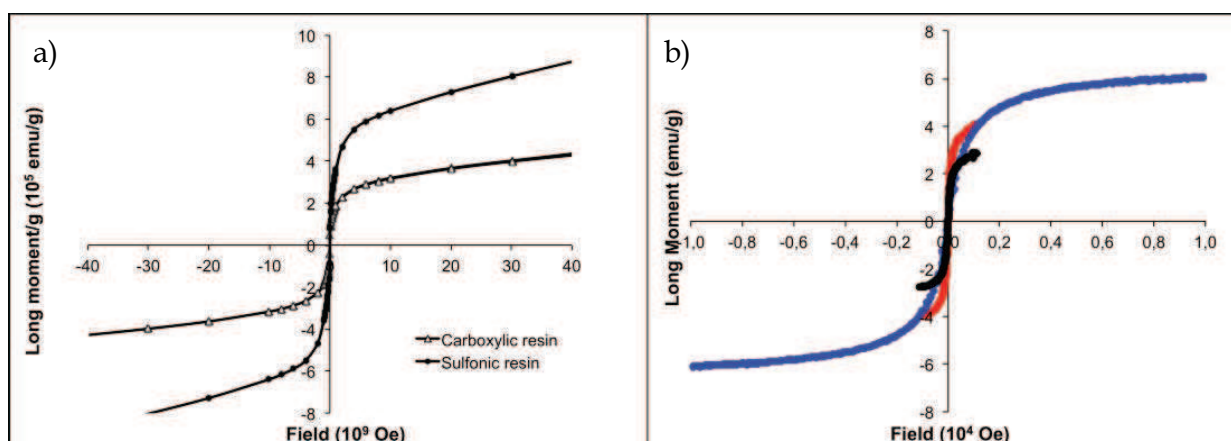 a)
Long moment/g (10⁵ emu/g)
10
8
6
4
2
0
-2
-4
-6
-8
-40 -30 -20 -10 0 10 20 30 40
Carboxylic resin
Sulfonic resin
Field (10⁹ Oe)
b)
Long Moment (emu/g)
8
6
4
2
0
-2
-4
-6
-8
-1,0 -0,8 -0,6 -0,4 -0,2 0,0 0,2 0,4 0,6 0,8 1,0
Field (10⁴ Oe)